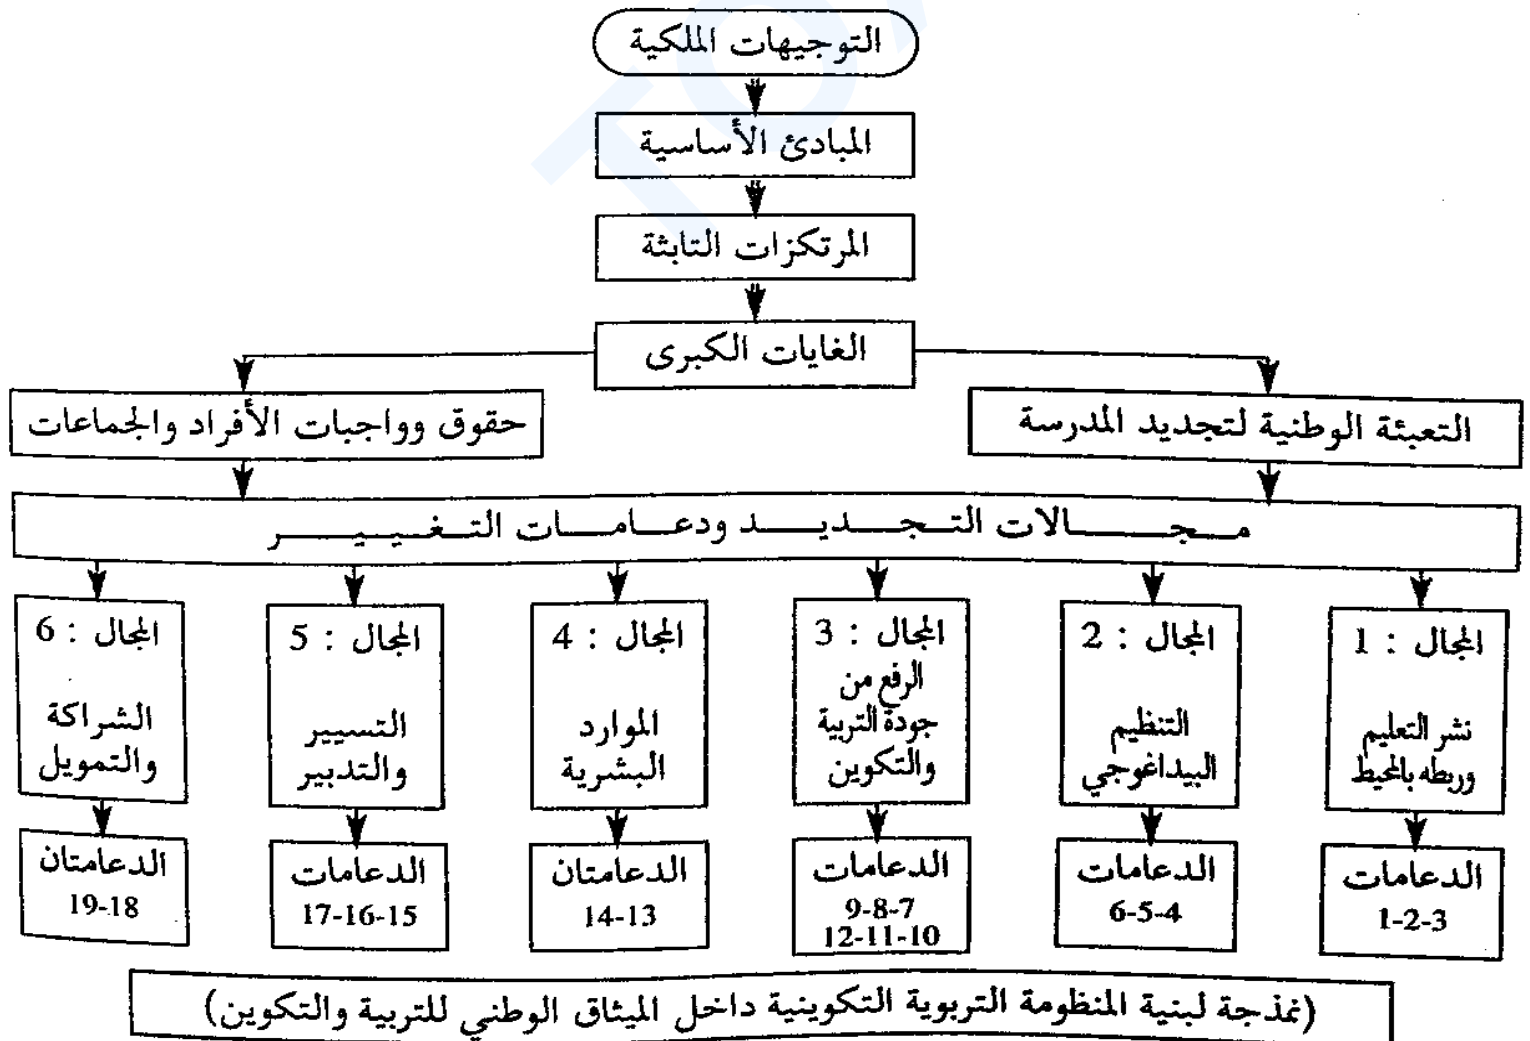 التوجيهات الملكية
المبادئ الأساسية
المرتكزات التابثة
الغايات الكبرى
التعبئة الوطنية لتجديد المدرسة
حقوق وواجبات الأفراد والجماعات
مجالات التجديد ودعامات التغيير
المجال : 1
نشر التعليم
وربطه بالمحيط
الدعامات
1-2-3
المجال : 2
التنظيم
البيداغوجي
الدعامات
6-5-4
المجال : 3
الرفع من
جودة التربية
والتكوين
الدعامات
9-8-7
12-11-10
المجال : 4
الموارد
البشرية
الدعامتان
14-13
المجال : 5
التسيير
والتدبير
الدعامات
17-16-15
المجال : 6
الشراكة
والتمويل
الدعامتان
19-18
(نمذجة لبنية المنظومة التربوية التكوينية داخل الميثاق الوطني للتربية والتكوين)